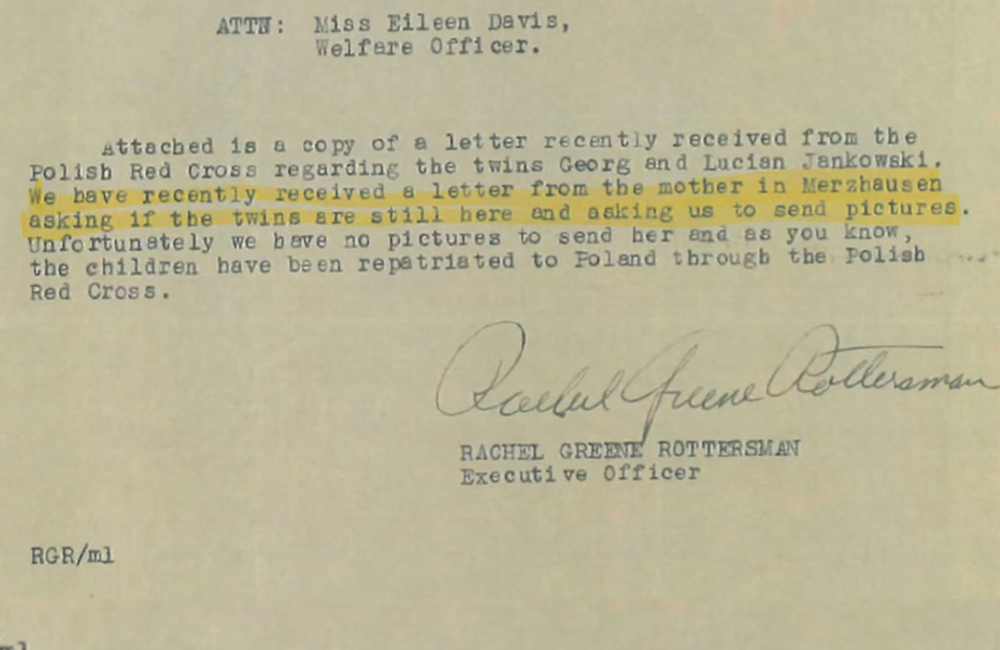 ATTN: Miss Eileen Davis,
Welfare Officer.
Attached is a copy of a letter recently received from the
Polish Red Cross regarding the twins Georg and Lucian Jankowski.
We have recently received a letter from the mother in Merzhausen
asking if the twins are still here and asking us to send pictures.
Unfortunately we have no pictures to send her and as you know,
the children have been repatriated to Poland through the Polish
Red Cross.
Rachel Greene Rottersman
RACHEL GREENE ROTTERSMAN
Executive Officer
RGR/ml